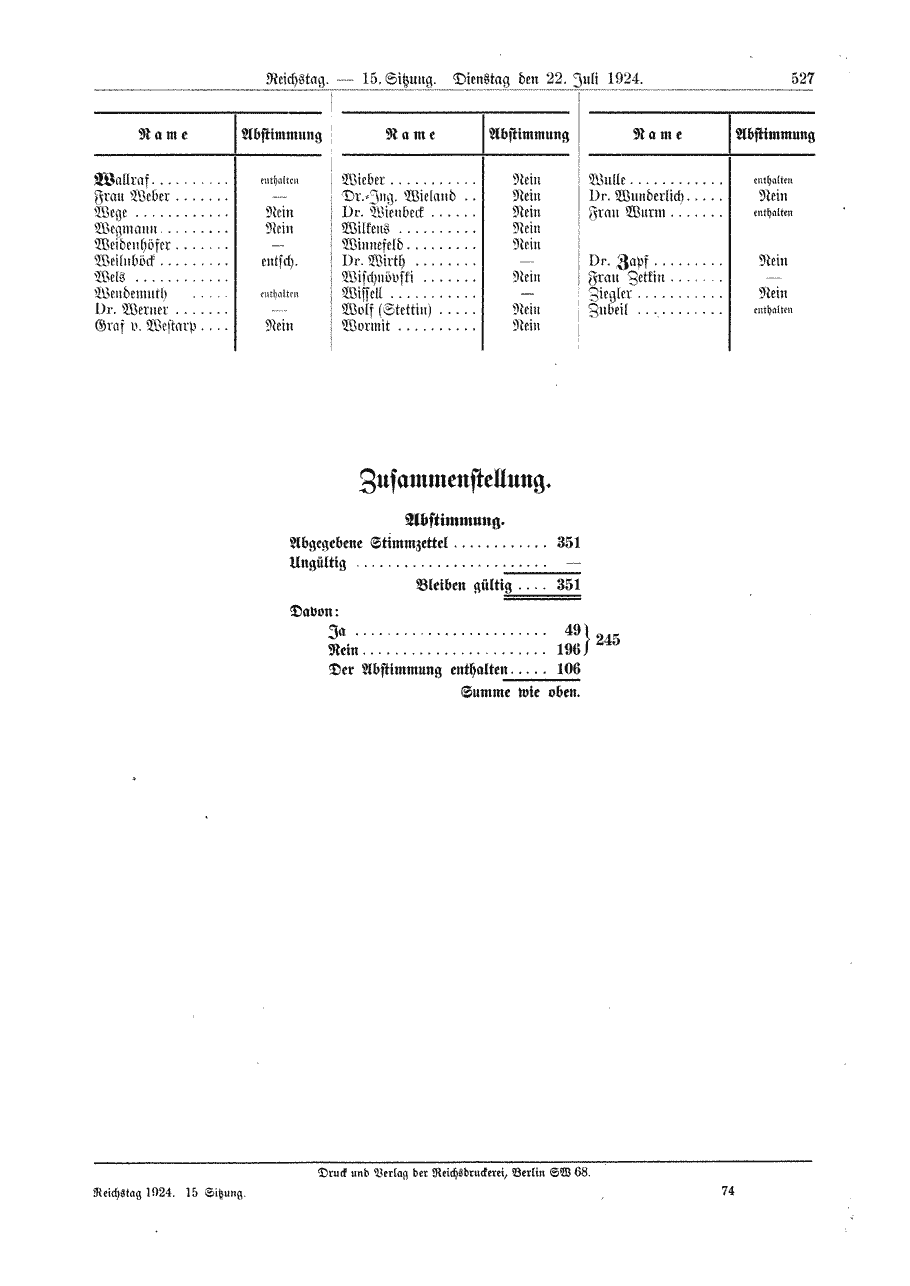 Reichstag. — 15. Sitzung. Dienstag den 22. Juli 1924. 527
Name Abstimmung
Wallraf. . . . . . . . . . enthalten
Frau Weber . . . . . . . —
Wege . . . . . . . . . . . . Nein
Wegmann . . . . . . . . . Nein
Weidenhöfer . . . . . . . —
Weilnböck . . . . . . . . . entsch.
Wels . . . . . . . . . . . .
Wendemuth . . . . . enthalten
Dr. Werner . . . . . . . —
Graf v. Westarp . . . . Nein
Name Abstimmung
Wieber . . . . . . . . . . . Nein
Dr.-Ing. Wieland . . Nein
Dr. Wienbeck . . . . . . Nein
Wilkens . . . . . . . . . . Nein
Winnefeld. . . . . . . . . Nein
Dr. Wirth . . . . . . . . —
Wischnövski . . . . . . . Nein
Wissell . . . . . . . . . . . —
Wolf (Stettin) . . . . . Nein
Wormit . . . . . . . . . . Nein
Name Abstimmung
Wulle . . . . . . . . . . . . enthalten
Dr. Wunderlich. . . . . Nein
Frau Wurm . . . . . . . enthalten
Dr. Zapf . . . . . . . . . Nein
Frau Zetkin . . . . . . . —
Ziegler . . . . . . . . . . . Nein
Zubeil . . . . . . . . . . . enthalten
Zusammenstellung.
Abstimmung.
Abgegebene Stimmzettel . . . . . . . . . . . . 351
Ungültig . . . . . . . . . . . . . . . . . . . . . . . . —
Bleiben gültig . . . . 351
Davon:
Ja . . . . . . . . . . . . . . . . . . . . . . . . 49
Nein . . . . . . . . . . . . . . . . . . . . . . . 196 } 245
Der Abstimmung enthalten . . . . . 106
Summe wie oben.
Druck und Verlag der Reichsdruckerei, Berlin SW 68.
Reichstag 1924. 15 Sitzung. 74